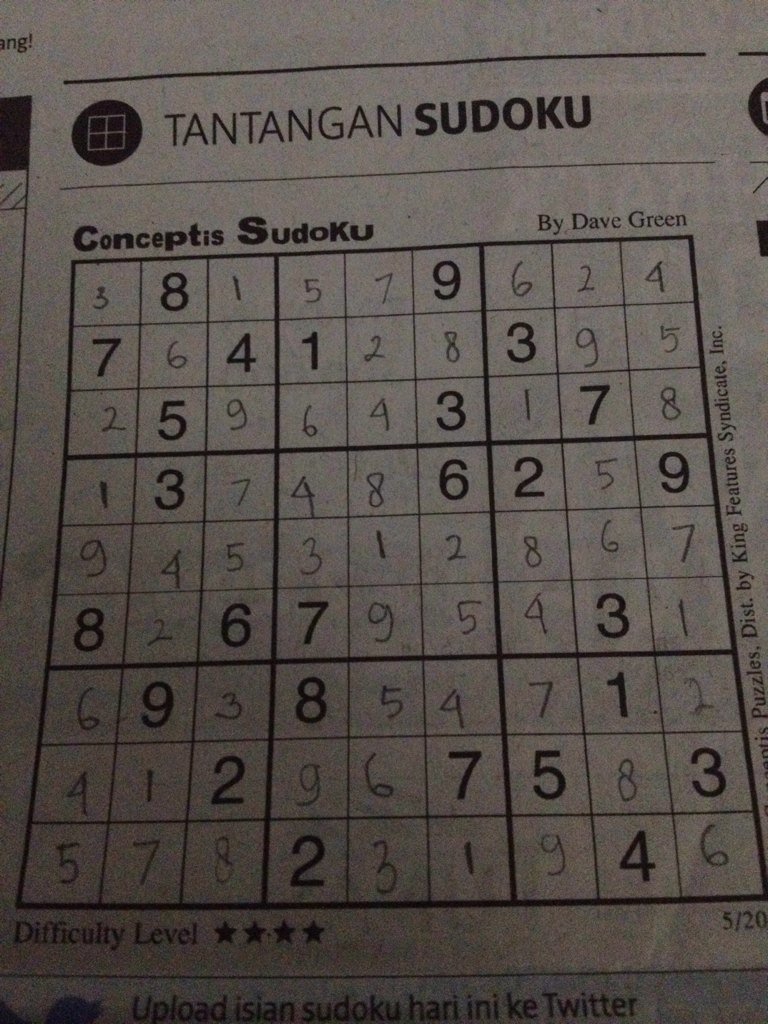 ang!
TANTANGAN SUDOKU
Conceptis SudoKu
By Dave Green
3 8 1 5 7 9 6 2 4
7 6 4 1 2 8 3 9 5
2 5 9 6 4 3 1 7 8
1 3 7 4 8 6 2 5 9
9 4 5 3 1 2 8 6 7
8 2 6 7 9 5 4 3 1
6 9 3 8 5 4 7 1 2
4 1 2 9 6 7 5 8 3
5 7 8 2 3 1 9 4 6
Difficulty Level ★★★★
5/20
Puzzles, Dist. by King Features Syndicate, Inc.
Upload isian sudoku hari ini ke Twitter